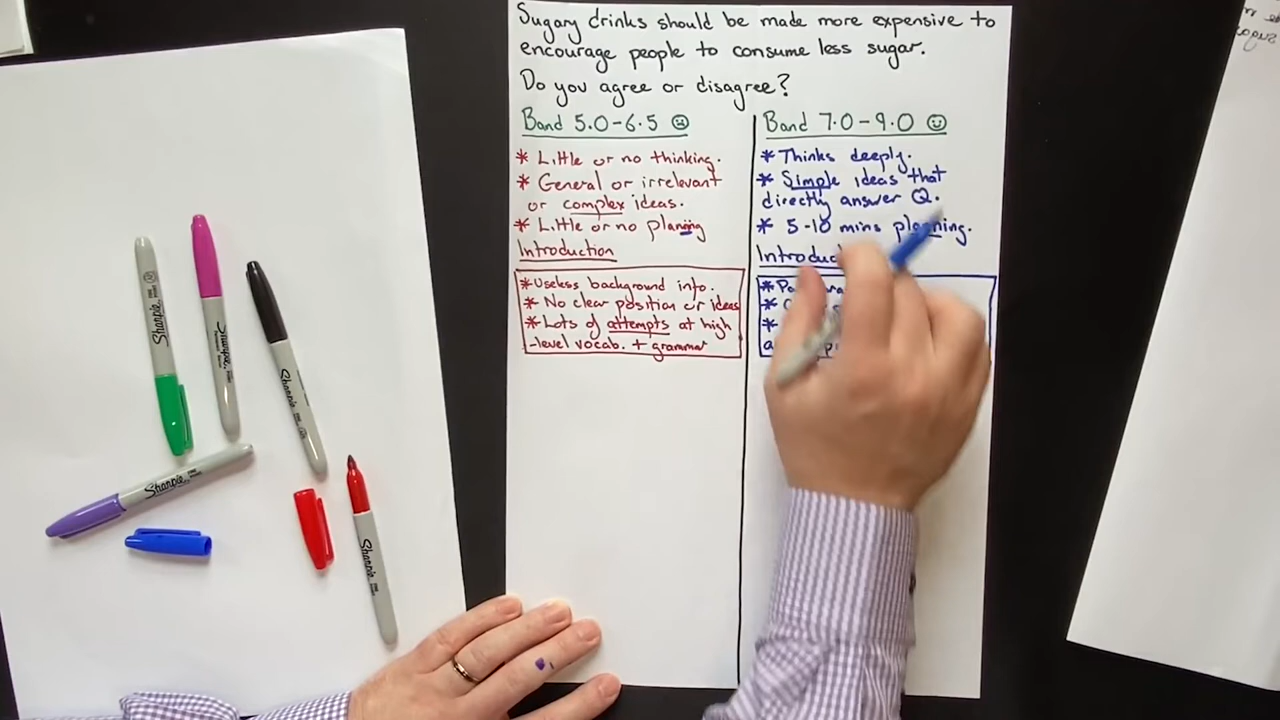 Sugary drinks should be made more expensive to
encourage people to consume less sugar.
Do you agree or disagree?
Band 5.0-6.5 ☹
* Little or no thinking.
* General or irrelevant
or complex ideas.
* Little or no planing
Introduction
*Useless background info.
* No clear position or ideas
*Lots of attempts at high
-level vocab. + grammar
Band 7.0-9.0 ☺
* Thinks deeply.
* Simple ideas that
directly answer Q.
* 5-10 mins planning.
Sharpie
Sharpie
Sharpie
Sharpie
Sharpie